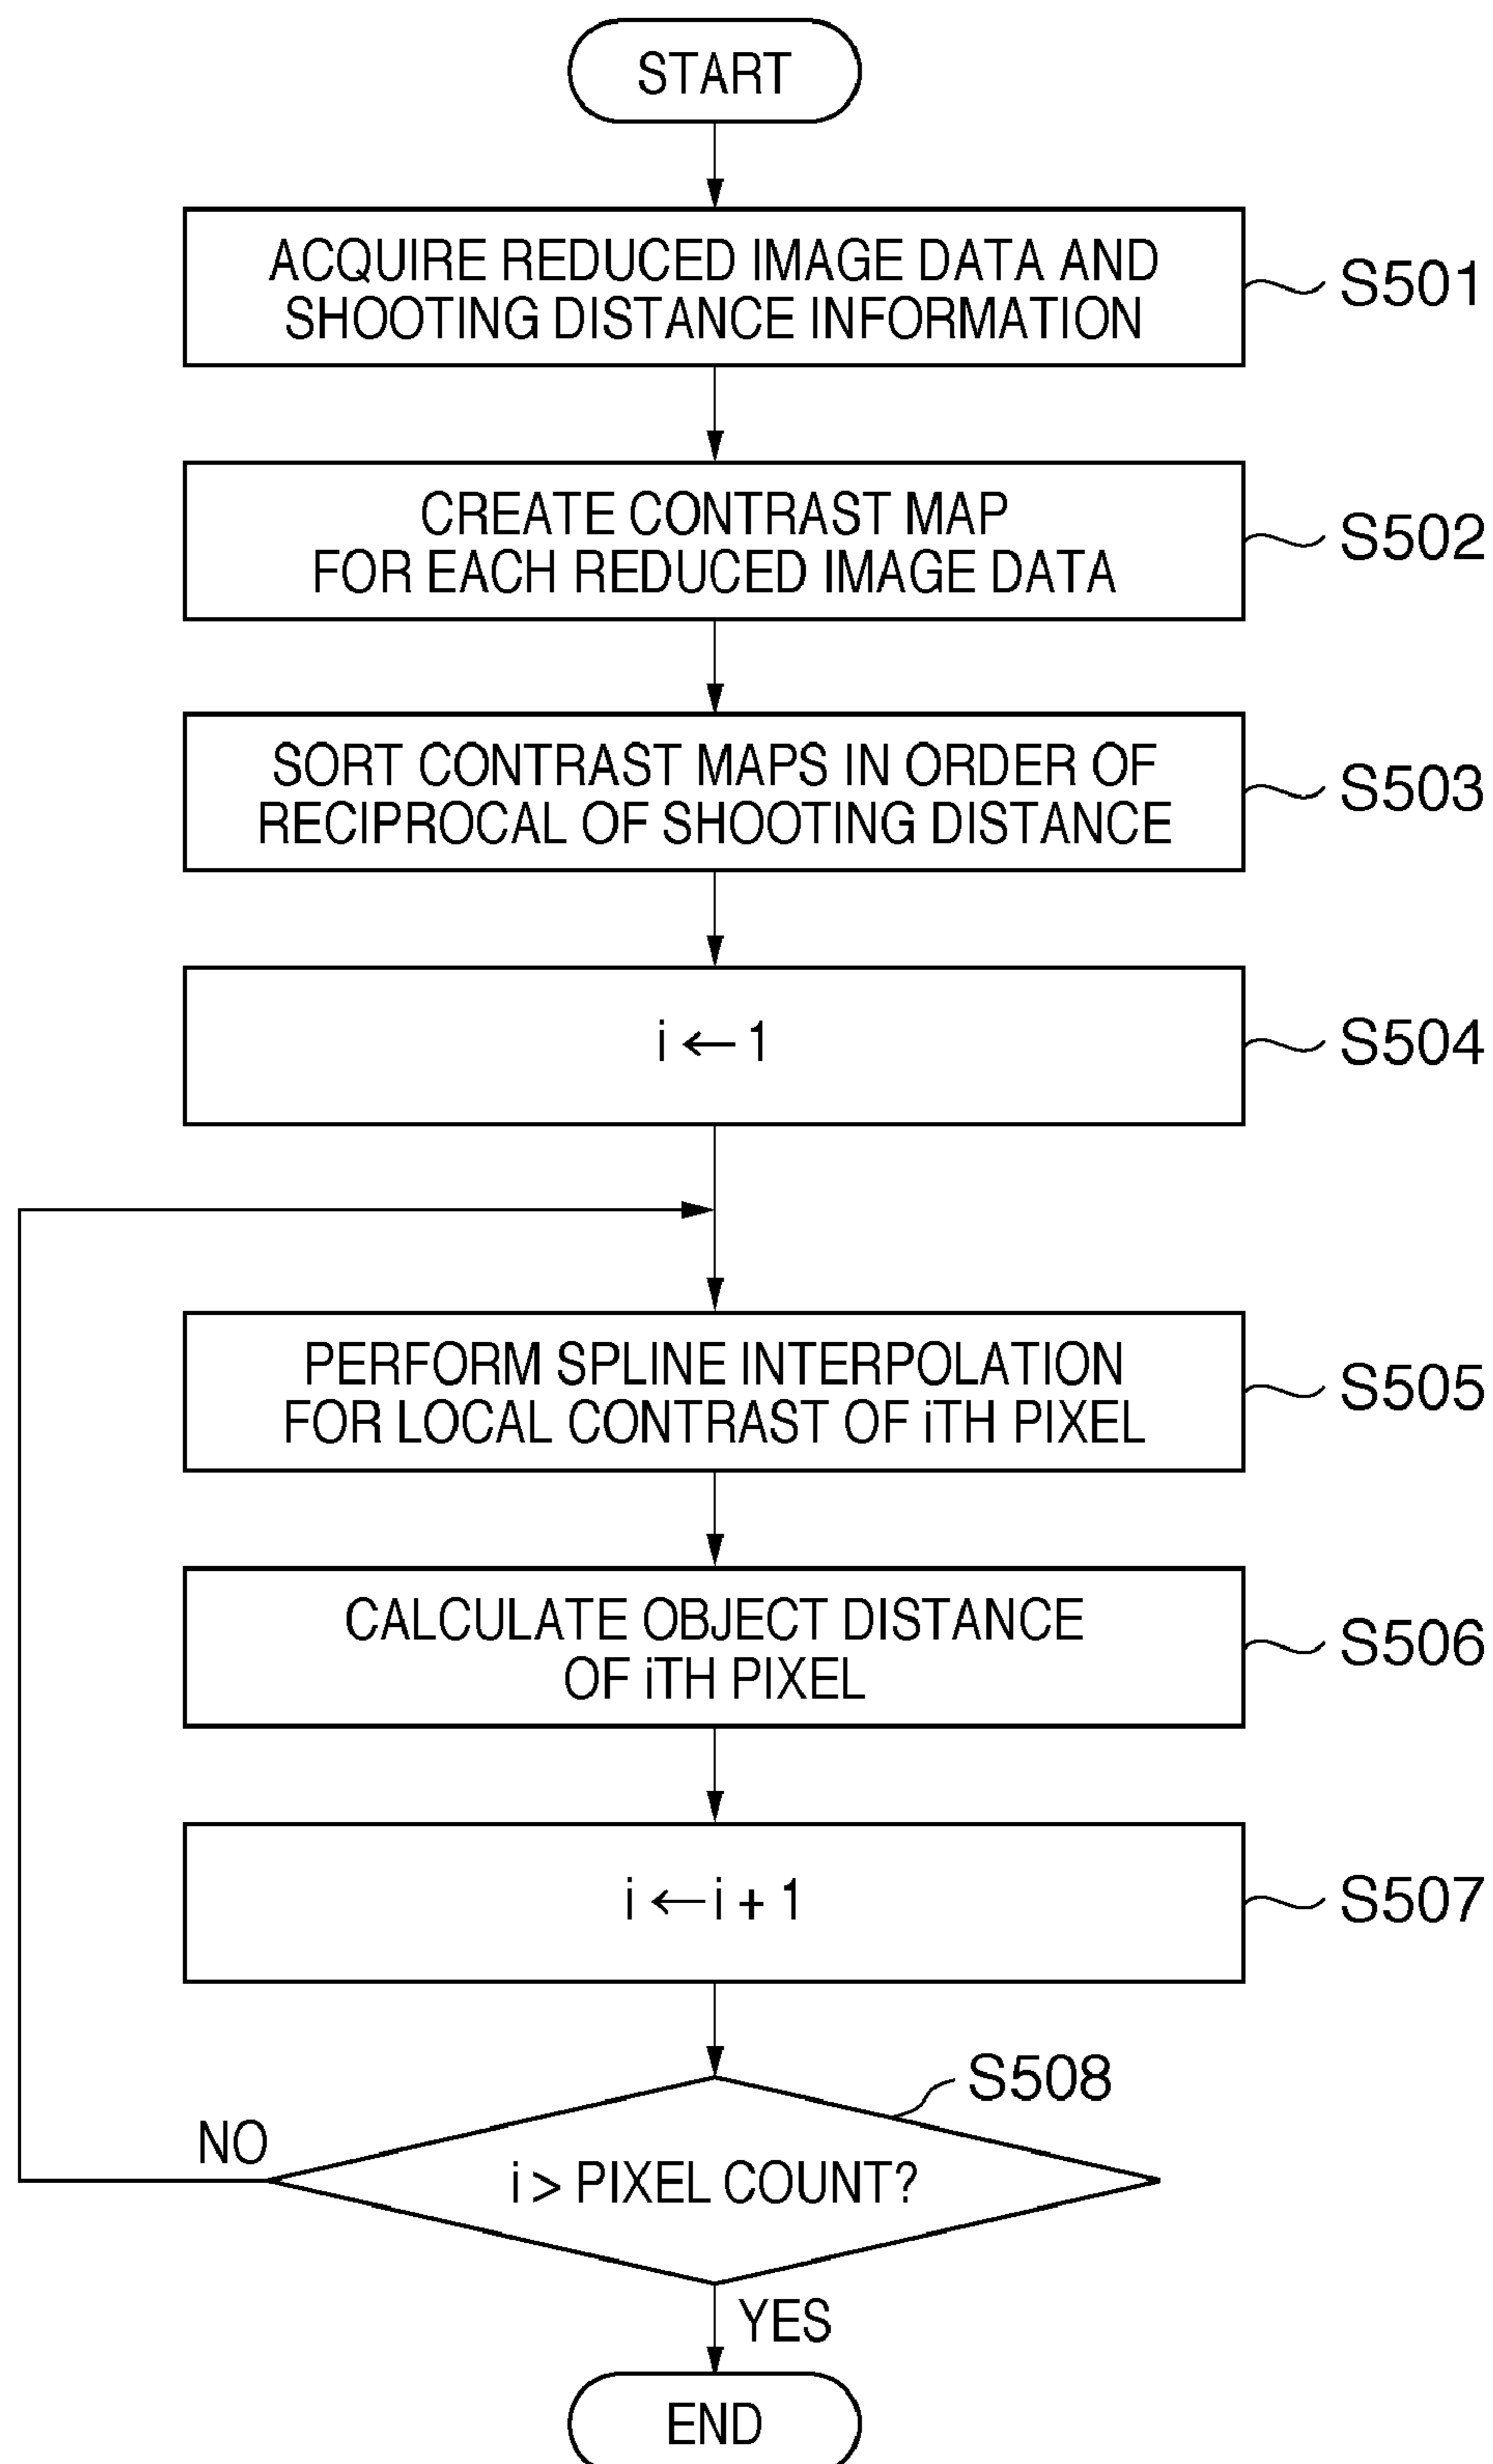 START
ACQUIRE REDUCED IMAGE DATA AND
SHOOTING DISTANCE INFORMATION
S501
CREATE CONTRAST MAP
FOR EACH REDUCED IMAGE DATA
S502
SORT CONTRAST MAPS IN ORDER OF
RECIPROCAL OF SHOOTING DISTANCE
S503
i ← 1
S504
PERFORM SPLINE INTERPOLATION
FOR LOCAL CONTRAST OF iTH PIXEL
S505
CALCULATE OBJECT DISTANCE
OF iTH PIXEL
S506
i ← i + 1
S507
S508
NO
i > PIXEL COUNT?
YES
END